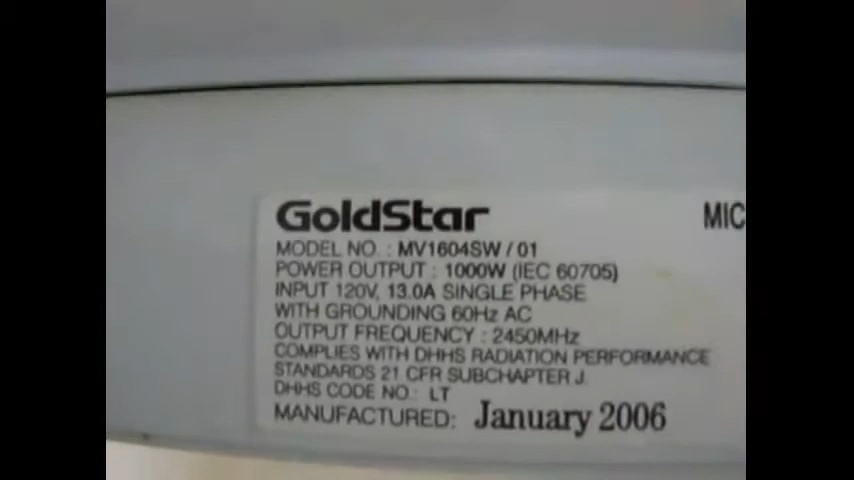 GoldStar MIC
MODEL NO. : MV1604SW / 01
POWER OUTPUT : 1000W (IEC 60705)
INPUT 120V, 13.0A SINGLE PHASE
WITH GROUNDING 60Hz AC
OUTPUT FREQUENCY : 2450MHz
COMPLIES WITH DHHS RADIATION PERFORMANCE
STANDARDS 21 CFR SUBCHAPTER J.
DHHS CODE NO.: LT
MANUFACTURED: January 2006